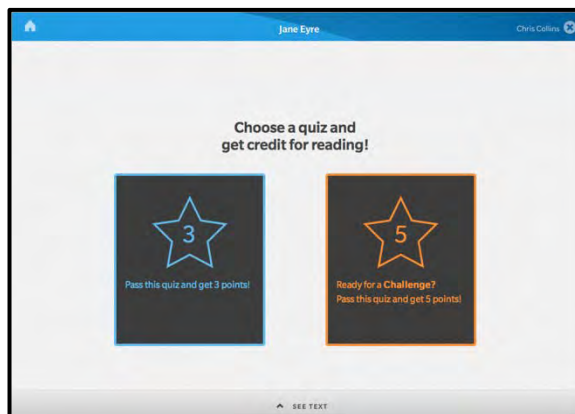 Jane Eyre
Chris Collins
Choose a quiz and
get credit for reading!
3
Pass this quiz and get 3 points!
5
Ready for a Challenge?
Pass this quiz and get 5 points!
SEE TEXT